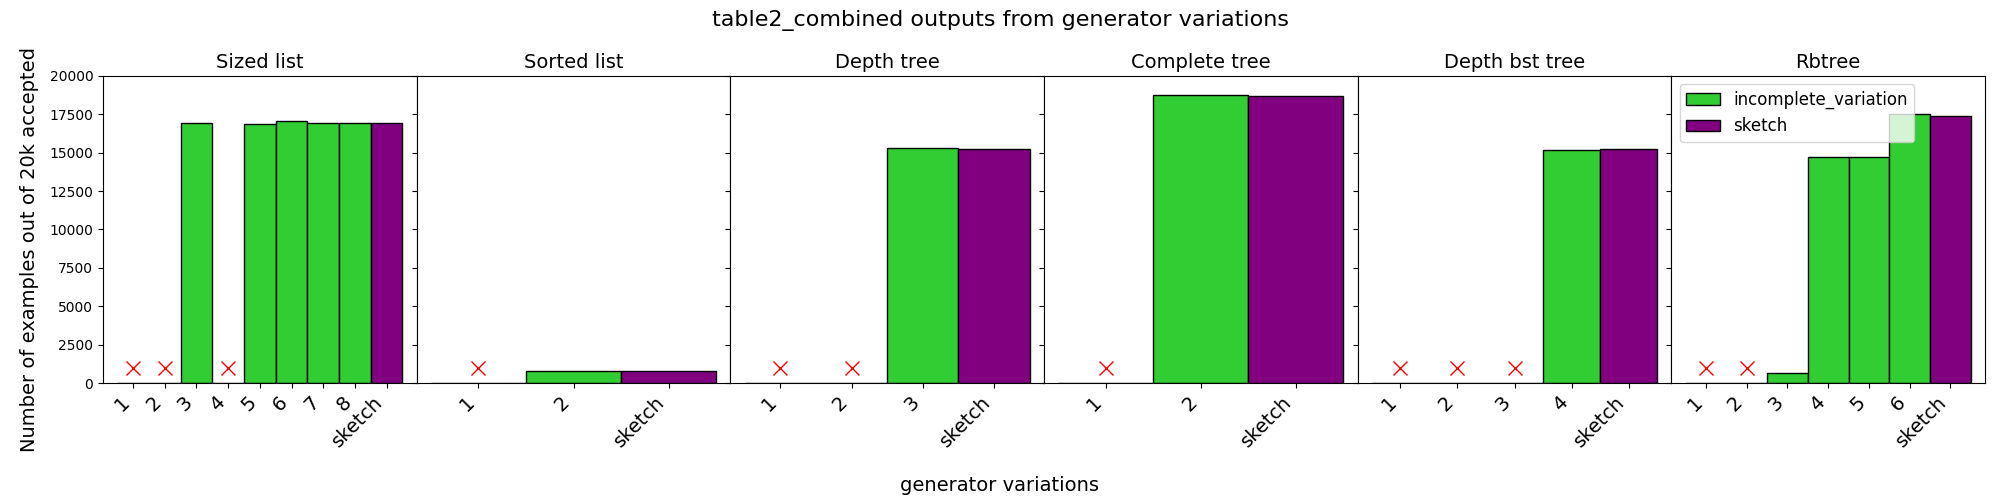 table2_combined outputs from generator variations
Sized list
Sorted list
Depth tree
Complete tree
Depth bst tree
Rbtree
Number of examples out of 20k accepted
20000
17500
15000
12500
10000
7500
5000
2500
0
incomplete_variation
sketch
1 2 3 4 5 6 7 8 sketch
1 2 sketch
1 2 3 sketch
1 2 sketch
1 2 3 4 sketch
1 2 3 4 5 6 sketch
generator variations